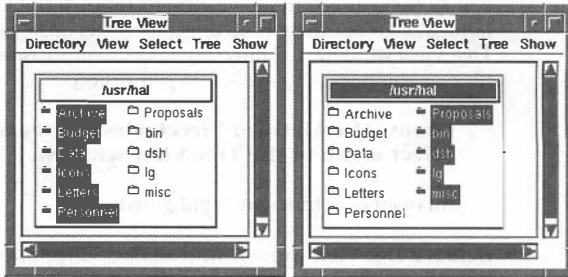 Tree View
Directory View Select Tree Show
/usr/hal
Archive Proposals
Budget bin
Data dsh
Icons lg
Letters misc
Personnel
Tree View
Directory View Select Tree Show
/usr/hal
Archive Proposals
Budget bin
Data dsh
Icons lg
Letters misc
Personnel